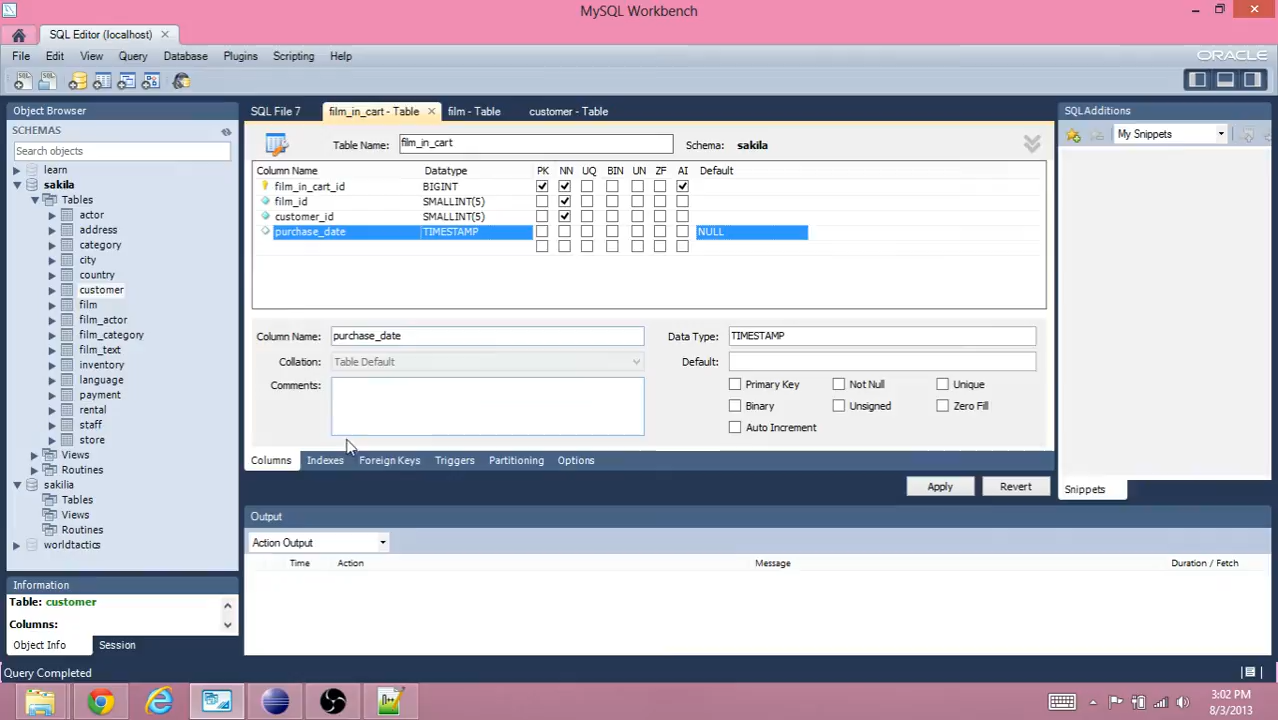 MySQL Workbench
SQL Editor (localhost)
File Edit View Query Database Plugins Scripting Help
ORACLE
Object Browser
SCHEMAS
Search objects
learn
sakila
Tables
actor
address
category
city
country
customer
film
film_actor
film_category
film_text
inventory
language
payment
rental
staff
store
Views
Routines
sakilia
Tables
Views
Routines
worldtactics
Information
Table: customer
Columns:
Object Info Session
SQL File 7 film_in_cart - Table film - Table customer - Table
Table Name: film_in_cart Schema: sakila
Column Name Datatype PK NN UQ BIN UN ZF AI Default
film_in_cart_id BIGINT
film_id SMALLINT(5)
customer_id SMALLINT(5)
purchase_date TIMESTAMP NULL
Column Name: purchase_date Data Type: TIMESTAMP
Collation: Table Default Default:
Comments: Primary Key Not Null Unique
Binary Unsigned Zero Fill
Auto Increment
Columns Indexes Foreign Keys Triggers Partitioning Options
Apply Revert
Output
Action Output
Time Action Message Duration / Fetch
SQLAdditions
My Snippets
Snippets
Query Completed
3:02 PM
8/3/2013